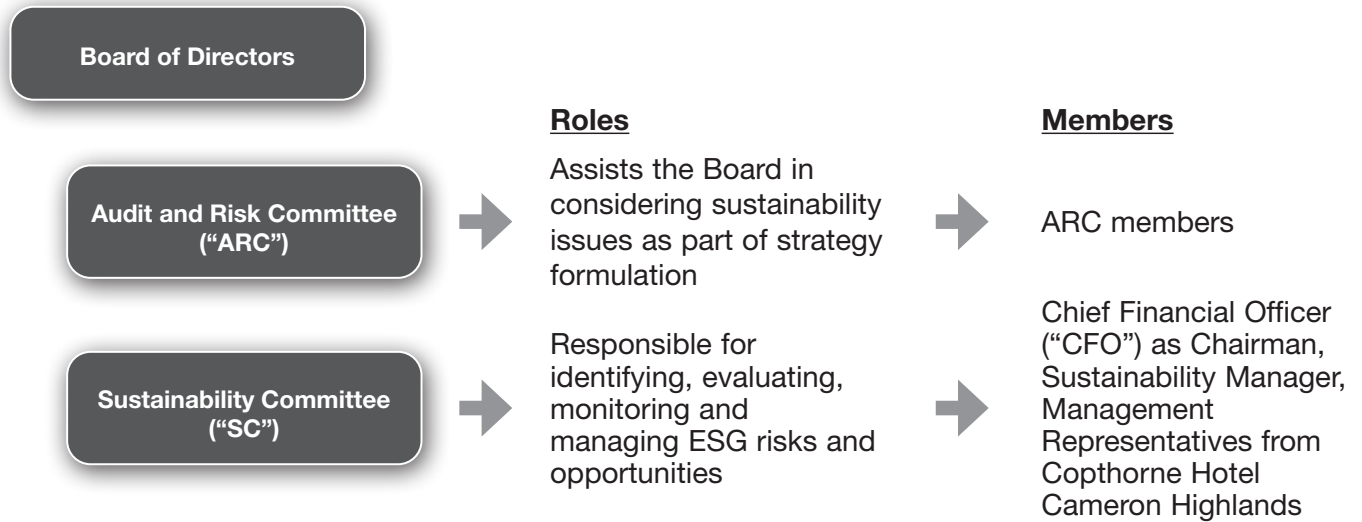 Board of Directors
Roles
Members
Audit and Risk Committee
(“ARC”)
Assists the Board in
considering sustainability
issues as part of strategy
formulation
ARC members
Sustainability Committee
(“SC”)
Responsible for
identifying, evaluating,
monitoring and
managing ESG risks and
opportunities
Chief Financial Officer
(“CFO”) as Chairman,
Sustainability Manager,
Management
Representatives from
Copthorne Hotel
Cameron Highlands